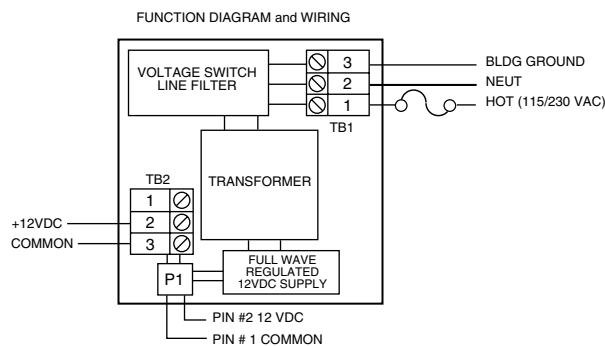 FUNCTION DIAGRAM and WIRING
VOLTAGE SWITCH
LINE FILTER
3
2
1
TB1
BLDG GROUND
NEUT
HOT (115/230 VAC)
TRANSFORMER
TB2
1
2
3
+12VDC
COMMON
P1
FULL WAVE
REGULATED
12VDC SUPPLY
PIN #2 12 VDC
PIN # 1 COMMON